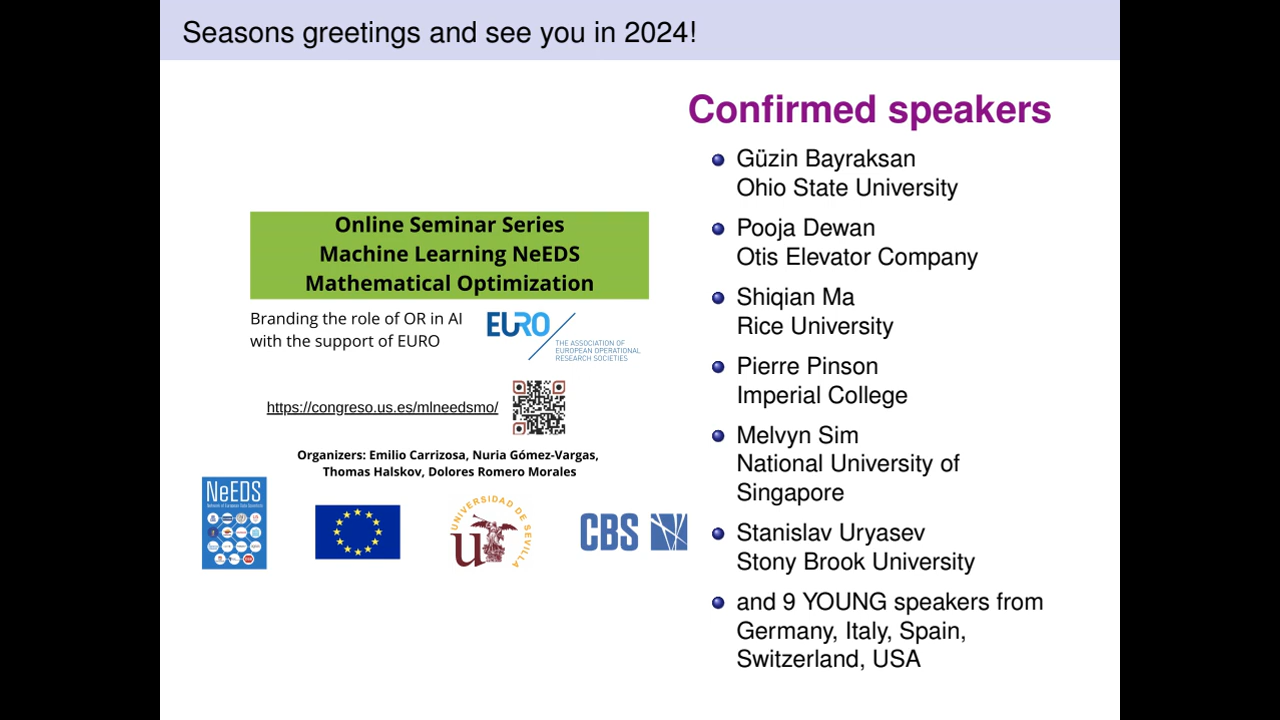 Seasons greetings and see you in 2024!
Confirmed speakers
Güzin Bayraksan
Ohio State University
Pooja Dewan
Otis Elevator Company
Shiqian Ma
Rice University
Pierre Pinson
Imperial College
Melvyn Sim
National University of
Singapore
Stanislav Uryasev
Stony Brook University
and 9 YOUNG speakers from
Germany, Italy, Spain,
Switzerland, USA
Online Seminar Series
Machine Learning NeEDS
Mathematical Optimization
Branding the role of OR in AI
with the support of EURO
EURO
THE ASSOCIATION OF
EUROPEAN OPERATIONAL
RESEARCH SOCIETIES
https://congreso.us.es/mlneedsmo/
Organizers: Emilio Carrizosa, Nuria Gómez-Vargas,
Thomas Halskov, Dolores Romero Morales
NeEDS
UNIVERSIDAD DE SEVILLA
CBS